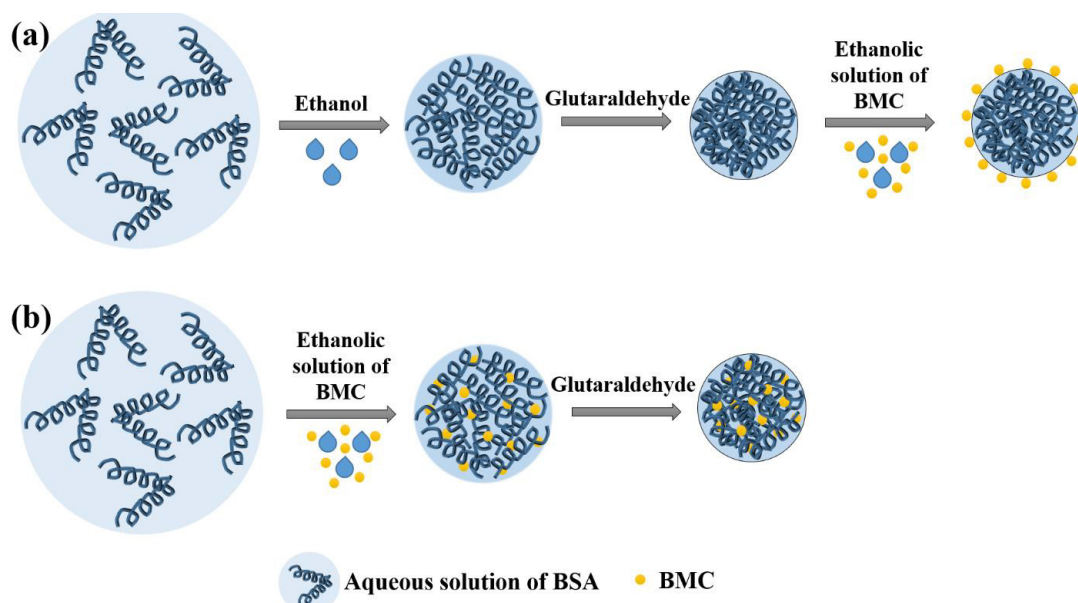 (a)
Ethanol
Glutaraldehyde
Ethanolic
solution of
BMC
(b)
Ethanolic
solution of
BMC
Glutaraldehyde
Aqueous solution of BSA
BMC